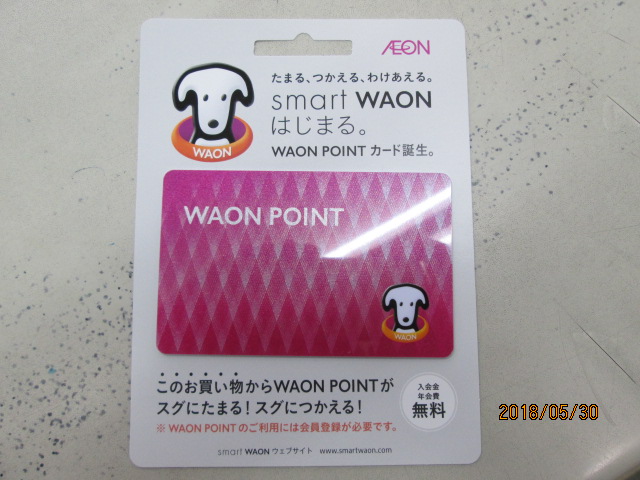 ÆON
たまる、つかえる、わけあえる。
smart WAON
はじまる。
WAON POINT カード誕生。
WAON
WAON POINT
WAON
このお買い物からWAON POINTが
スグにたまる!スグにつかえる!
※ WAON POINTのご利用には会員登録が必要です。
入会金
年会費
無料
smart WAON ウェブサイト www.smartwaon.com
2018/05/30